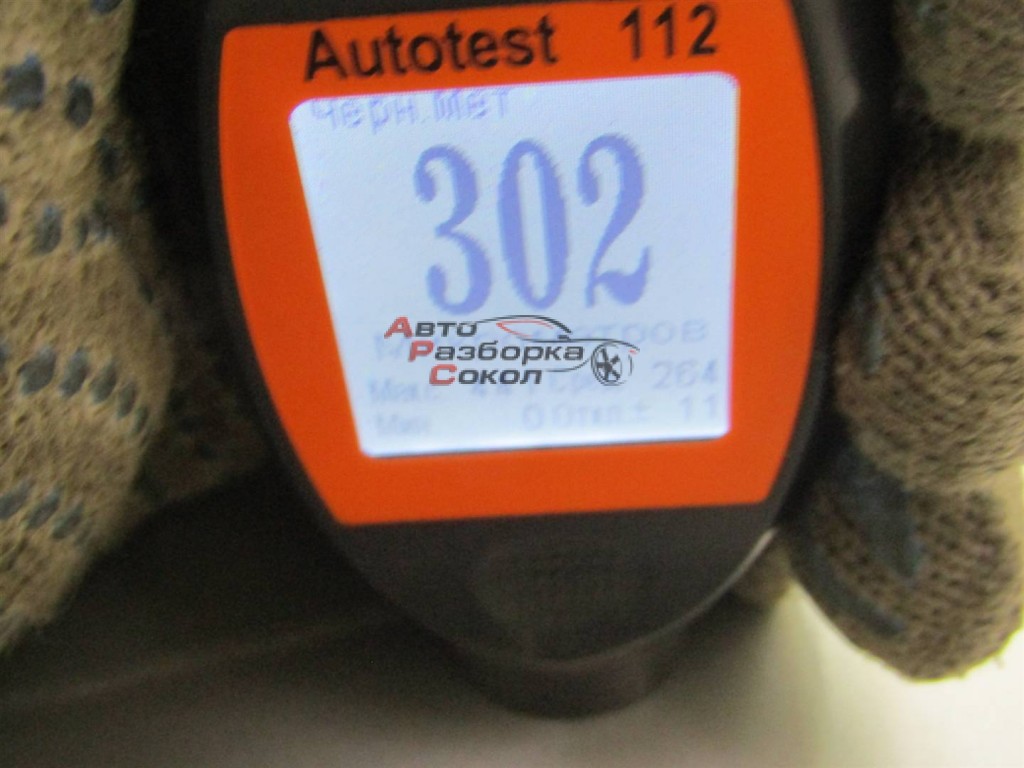 Autotest 112
Черн.Мет
302
Авто
Разборка
Сокол
264
Мин 0 Откл.± 11